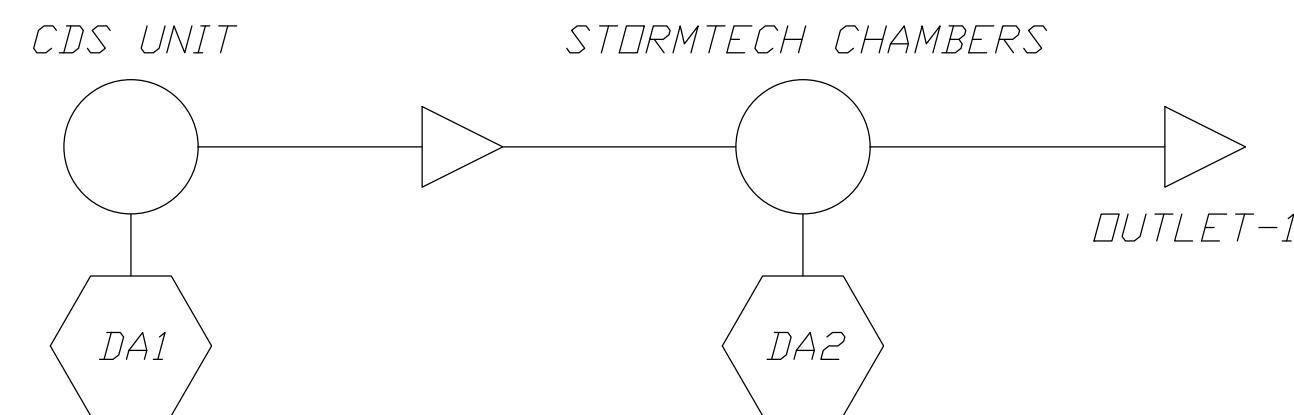 CDS UNIT
STORMTECH CHAMBERS
OUTLET-1
DA1
DA2